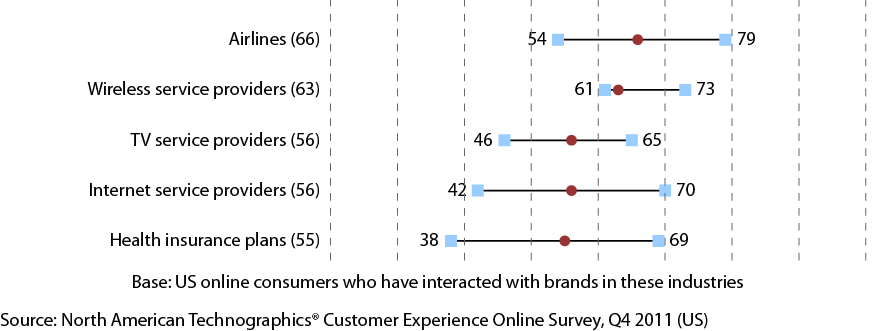 Airlines (66) 54 79
Wireless service providers (63) 61 73
TV service providers (56) 46 65
Internet service providers (56) 42 70
Health insurance plans (55) 38 69
Base: US online consumers who have interacted with brands in these industries
Source: North American Technographics® Customer Experience Online Survey, Q4 2011 (US)